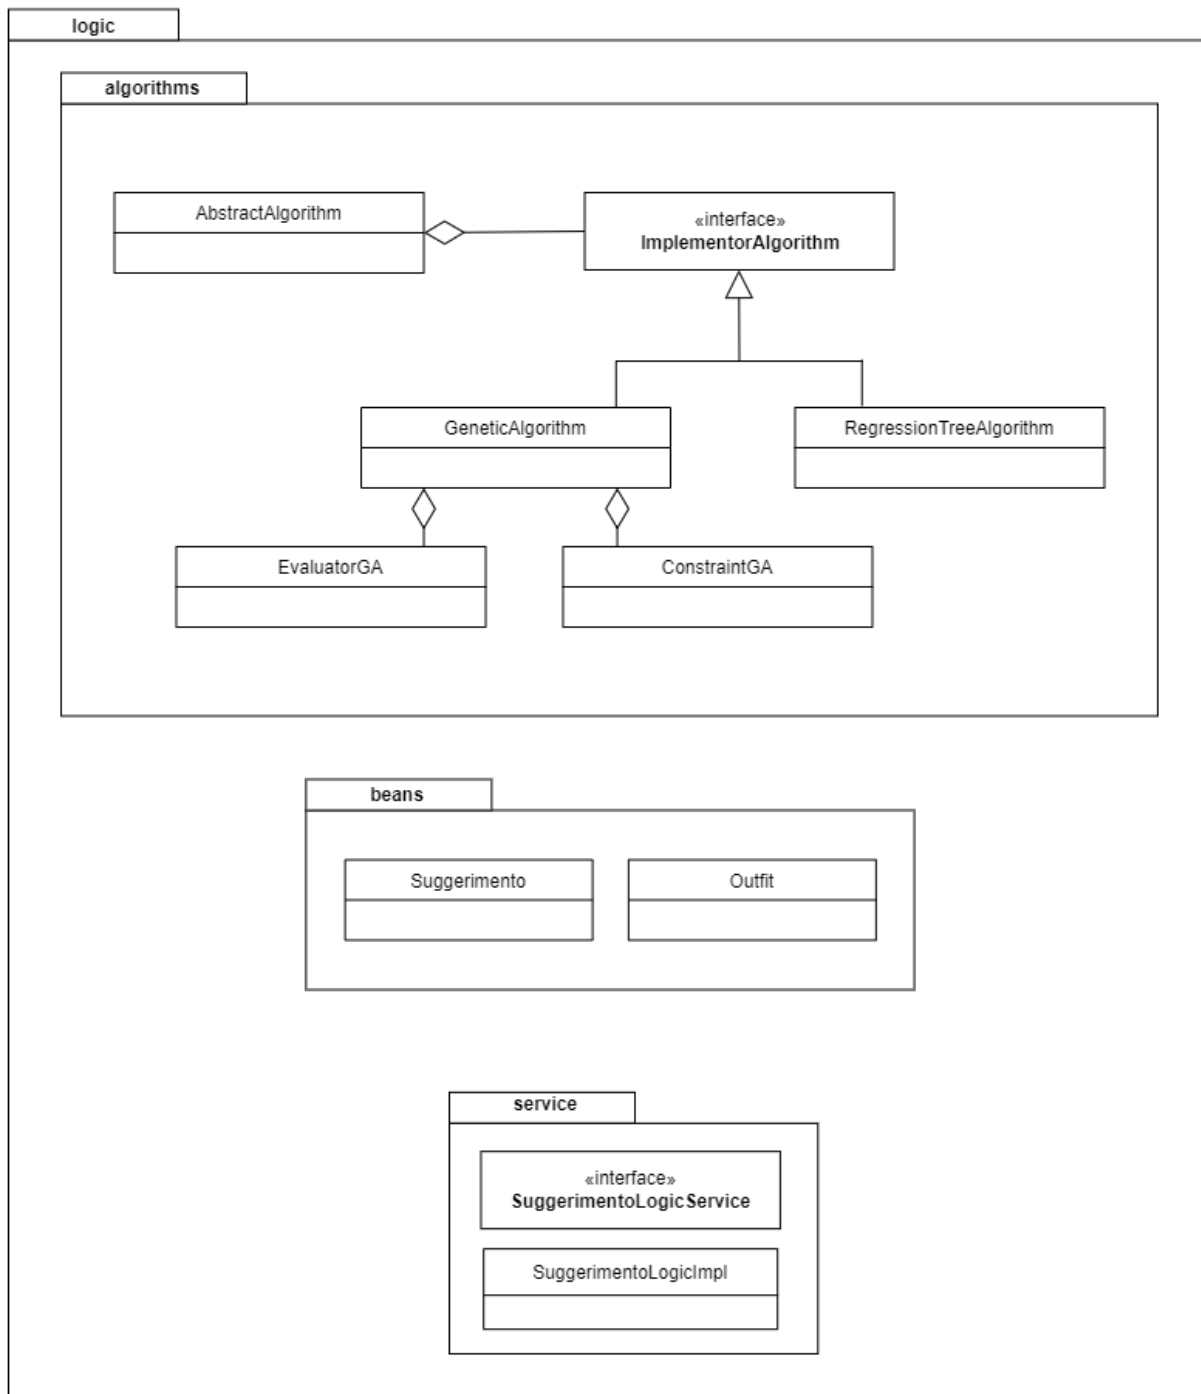 logic
algorithms
AbstractAlgorithm
«interface»
ImplementorAlgorithm
GeneticAlgorithm
RegressionTreeAlgorithm
EvaluatorGA
ConstraintGA
beans
Suggerimento
Outfit
service
«interface»
SuggerimentoLogicService
SuggerimentoLogicImpl